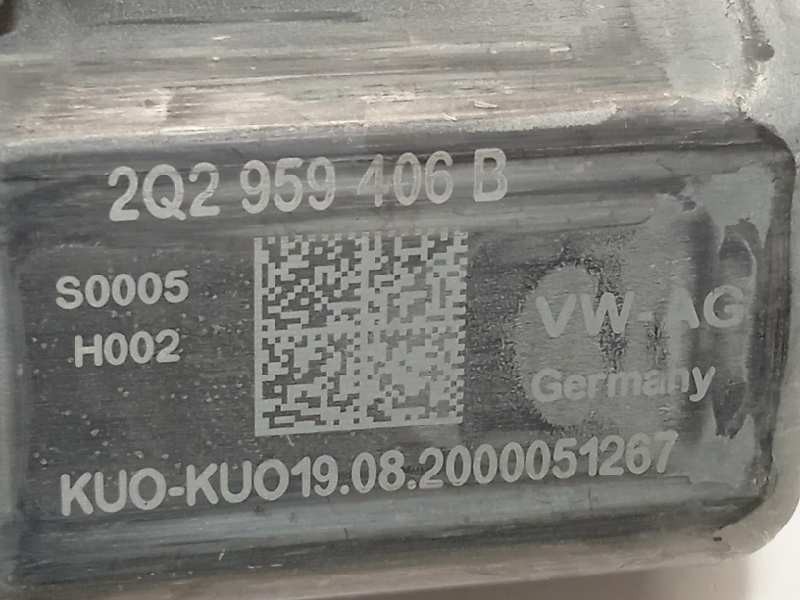 2Q2 959 406 B
S0005
H002
VW-AG
Germany
KUO-KUO19.08.2000051267